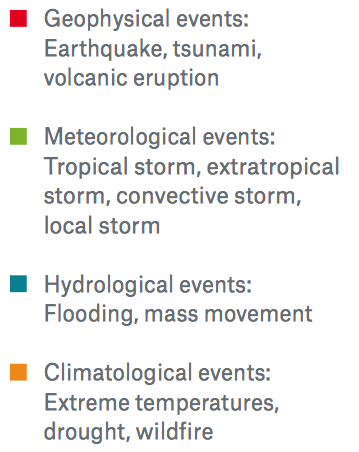 Geophysical events:
Earthquake, tsunami,
volcanic eruption
Meteorological events:
Tropical storm, extratropical
storm, convective storm,
local storm
Hydrological events:
Flooding, mass movement
Climatological events:
Extreme temperatures,
drought, wildfire